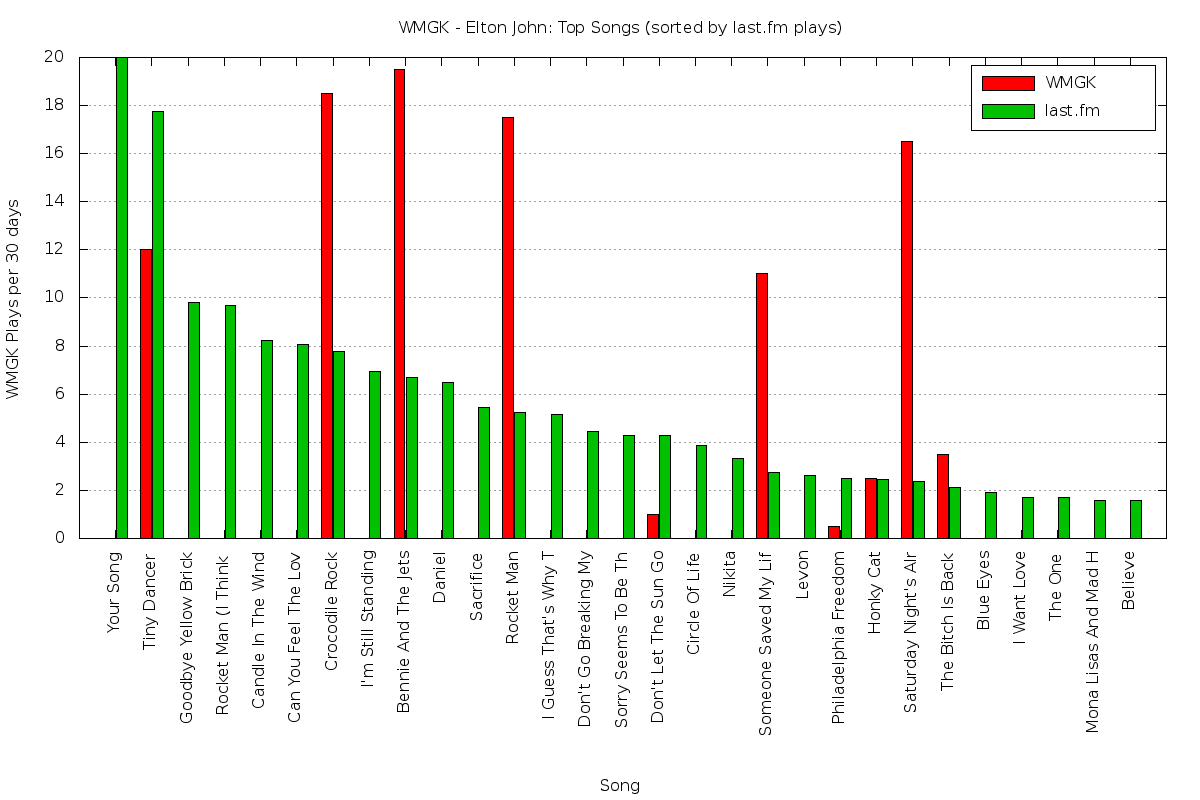 WMGK - Elton John: Top Songs (sorted by last.fm plays)
WMGK
last.fm
WMGK Plays per 30 days
20
18
16
14
12
10
8
6
4
2
0
Your Song
Tiny Dancer
Goodbye Yellow Brick
Rocket Man (I Think
Candle In The Wind
Can You Feel The Lov
Crocodile Rock
I'm Still Standing
Bennie And The Jets
Daniel
Sacrifice
Rocket Man
I Guess That's Why T
Don't Go Breaking My
Sorry Seems To Be Th
Don't Let The Sun Go
Circle Of Life
Nikita
Someone Saved My Lif
Levon
Philadelphia Freedom
Honky Cat
Saturday Night's Alr
The Bitch Is Back
Blue Eyes
I Want Love
The One
Mona Lisas And Mad H
Believe
Song